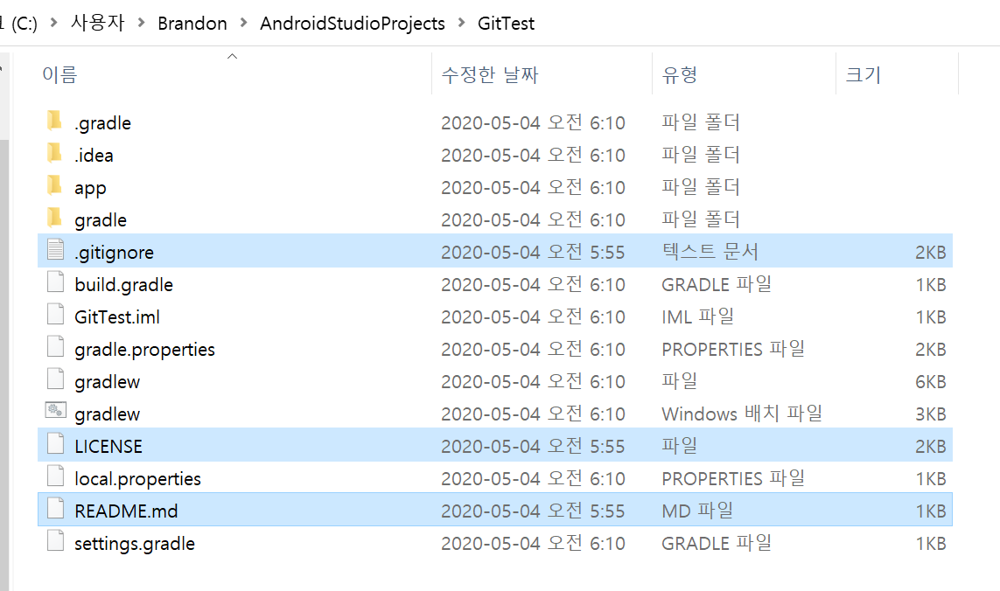 (C:) > 사용자 > Brandon > AndroidStudioProjects > GitTest
이름 수정한 날짜 유형 크기
.gradle 2020-05-04 오전 6:10 파일 폴더
.idea 2020-05-04 오전 6:10 파일 폴더
app 2020-05-04 오전 6:10 파일 폴더
gradle 2020-05-04 오전 6:10 파일 폴더
.gitignore 2020-05-04 오전 5:55 텍스트 문서 2KB
build.gradle 2020-05-04 오전 6:10 GRADLE 파일 1KB
GitTest.iml 2020-05-04 오전 6:10 IML 파일 1KB
gradle.properties 2020-05-04 오전 6:10 PROPERTIES 파일 2KB
gradlew 2020-05-04 오전 6:10 파일 6KB
gradlew 2020-05-04 오전 6:10 Windows 배치 파일 3KB
LICENSE 2020-05-04 오전 5:55 파일 2KB
local.properties 2020-05-04 오전 6:10 PROPERTIES 파일 1KB
README.md 2020-05-04 오전 5:55 MD 파일 1KB
settings.gradle 2020-05-04 오전 6:10 GRADLE 파일 1KB